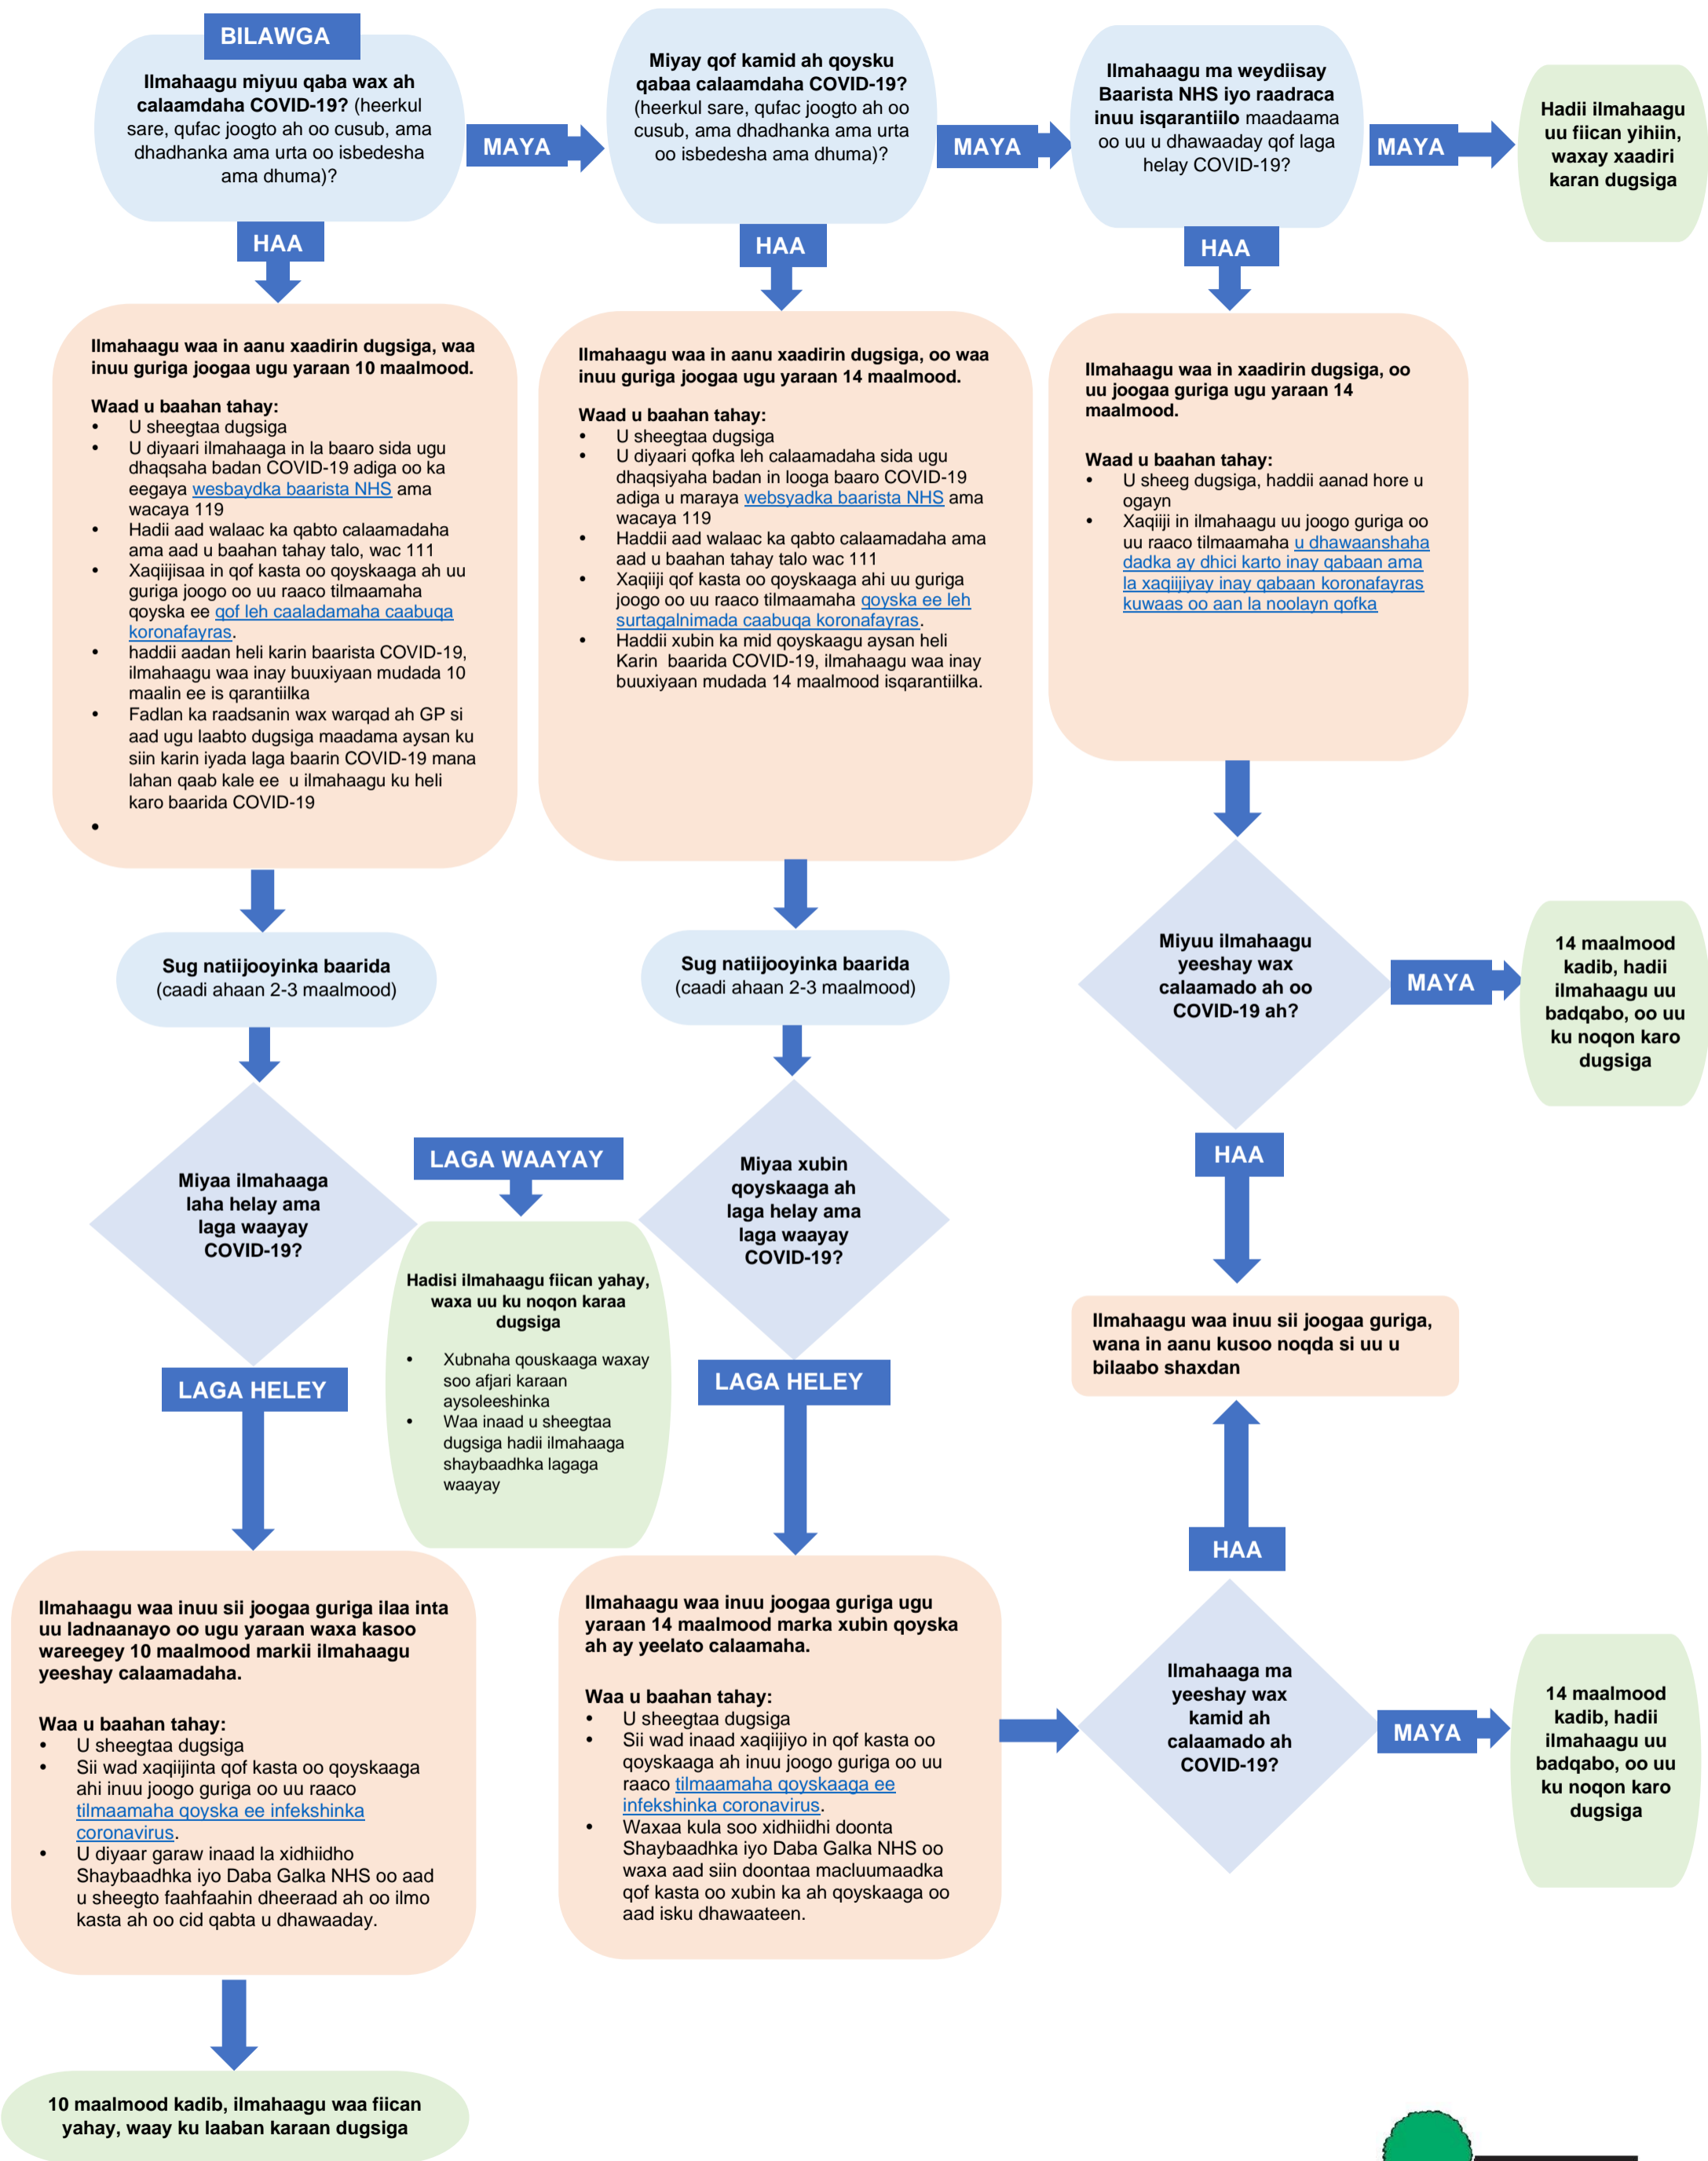 BILAWGA
Ilmahaagu miyuu qaba wax ah
calaamdaha COVID-19? (heerkul
sare, qufac joogto ah oo cusub, ama
dhadhanka ama urta oo isbedesha
ama dhuma)?
MAYA
Miyay qof kamid ah qoysku
qabaa calaamdaha COVID-19?
(heerkul sare, qufac joogto ah oo
cusub, ama dhadhanka ama urta
oo isbedesha ama dhuma)?
MAYA
Ilmahaagu ma weydiisay
Baarista NHS iyo raadraca
inuu isqarantiilo maadaama
oo uu u dhawaaday qof laga
helay COVID-19?
MAYA
Hadii ilmahaagu
uu fiican yihiin,
waxay xaadiri
karan dugsiga
HAA
HAA
HAA
Ilmahaagu waa in aanu xaadirin dugsiga, waa
inuu guriga joogaa ugu yaraan 10 maalmood.
Waad u baahan tahay:
• U sheegtaa dugsiga
• U diyaari ilmahaaga in la baaro sida ugu
dhaqsaha badan COVID-19 adiga oo ka
eegaya wesbaydka baarista NHS ama
wacaya 119
• Hadii aad walaac ka qabto calaamadaha
ama aad u baahan tahay talo, wac 111
• Xaqiijisaa in qof kasta oo qoyskaaga ah uu
guriga joogo oo uu raaco tilmaamaha
qoyska ee qof leh caaladamaha caabuqa
koronafayras.
• haddii aadan heli karin baarista COVID-19,
ilmahaagu waa inay buuxiyaan mudada 10
maalin ee is qarantiilka
• Fadlan ka raadsanin wax warqad ah GP si
aad ugu laabto dugsiga maadama aysan ku
siin karin iyada laga baarin COVID-19 mana
lahan qaab kale ee u ilmahaagu ku heli
karo baarida COVID-19
•
Ilmahaagu waa in aanu xaadirin dugsiga, oo waa
inuu guriga joogaa ugu yaraan 14 maalmood.
Waad u baahan tahay:
• U sheegtaa dugsiga
• U diyaari qofka leh calaamadaha sida ugu
dhaqsiyaha badan in looga baaro COVID-19
adiga u maraya websyadka baarista NHS ama
wacaya 119
• Haddii aad walaac ka qabto calaamadaha ama
aad u baahan tahay talo wac 111
• Xaqiiji qof kasta oo qoyskaaga ahi uu guriga
joogo oo uu raaco tilmaamaha qoyska ee leh
surtagalnimada caabuqa koronafayras.
• Haddii xubin ka mid qoyskaagu aysan heli
Karin baarida COVID-19, ilmahaagu waa inay
buuxiyaan mudada 14 maalmood isqarantiilka.
Ilmahaagu waa in xaadirin dugsiga, oo
uu joogaa guriga ugu yaraan 14
maalmood.
Waad u baahan tahay:
• U sheeg dugsiga, haddii aanad hore u
ogayn
• Xaqiiji in ilmahaagu uu joogo guriga oo
uu raaco tilmaamaha u dhawaanshaha
dadka ay dhici karto inay qabaan ama
la xaqiijiyay inay qabaan koronafayras
kuwaas oo aan la noolayn qofka
Sug natiijooyinka baarida
(caadi ahaan 2-3 maalmood)
Sug natiijooyinka baarida
(caadi ahaan 2-3 maalmood)
Miyuu ilmahaagu
yeeshay wax
calaamado ah oo
COVID-19 ah?
MAYA
14 maalmood
kadib, hadii
ilmahaagu uu
badqabo, oo uu
ku noqon karo
dugsiga
HAA
Miyaa ilmahaaga
laha helay ama
laga waayay
COVID-19?
LAGA WAAYAY
Miyaa xubin
qoyskaaga ah
laga helay ama
laga waayay
COVID-19?
Hadisi ilmahaagu fiican yahay,
waxa uu ku noqon karaa
dugsiga
• Xubnaha qouskaaga waxay
soo afjari karaan
aysoleeshinka
• Waa inaad u sheegtaa
dugsiga hadii ilmahaaga
shaybaadhka lagaga
waayay
Ilmahaagu waa inuu sii joogaa guriga,
wana in aanu kusoo noqda si uu u
bilaabo shaxdan
LAGA HELEY
LAGA HELEY
HAA
Ilmahaagu waa inuu sii joogaa guriga ilaa inta
uu ladnaanayo oo ugu yaraan waxa kasoo
wareegey 10 maalmood markii ilmahaagu
yeeshay calaamadaha.
Waa u baahan tahay:
• U sheegtaa dugsiga
• Sii wad xaqiijinta qof kasta oo qoyskaaga
ahi inuu joogo guriga oo uu raaco
tilmaamaha qoyska ee infekshinka
coronavirus.
• U diyaar garaw inaad la xidhiidho
Shaybaadhka iyo Daba Galka NHS oo aad
u sheegto faahfaahin dheeraad ah oo ilmo
kasta ah oo cid qabta u dhawaaday.
Ilmahaagu waa inuu joogaa guriga ugu
yaraan 14 maalmood marka xubin qoyska
ah ay yeelato calaamaha.
Waa u baahan tahay:
• U sheegtaa dugsiga
• Sii wad inaad xaqiijiyo in qof kasta oo
qoyskaaga ah inuu joogo guriga oo uu
raaco tilmaamaha qoyskaaga ee
infekshinka coronavirus.
• Waxaa kula soo xidhiidhi doonta
Shaybaadhka iyo Daba Galka NHS oo
waxa aad siin doontaa macluumaadka
qof kasta oo xubin ka ah qoyskaaga oo
aad isku dhawaateen.
Ilmahaaga ma
yeeshay wax
kamid ah
calaamado ah
COVID-19?
MAYA
14 maalmood
kadib, hadii
ilmahaagu uu
badqabo, oo uu
ku noqon karo
dugsiga
10 maalmood kadib, ilmahaagu waa fiican
yahay, waay ku laaban karaan dugsiga